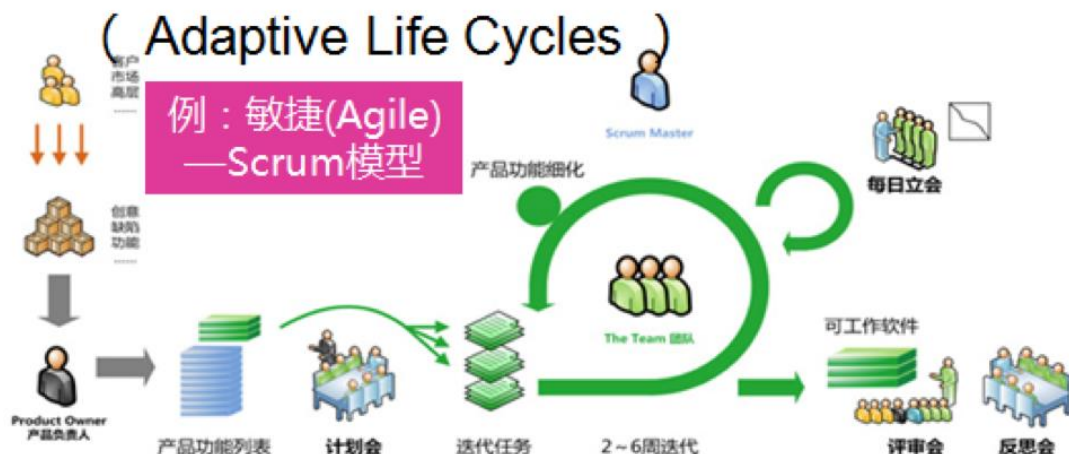 （ Adaptive Life Cycles ）
客户
市场
高层
……
例：敏捷(Agile)
—Scrum模型
Scrum Master
产品功能细化
每日立会
创意
缺陷
功能
……
The Team 团队
可工作软件
Product Owner
产品负责人
产品功能列表
计划会
迭代任务
2~6周迭代
评审会
反思会